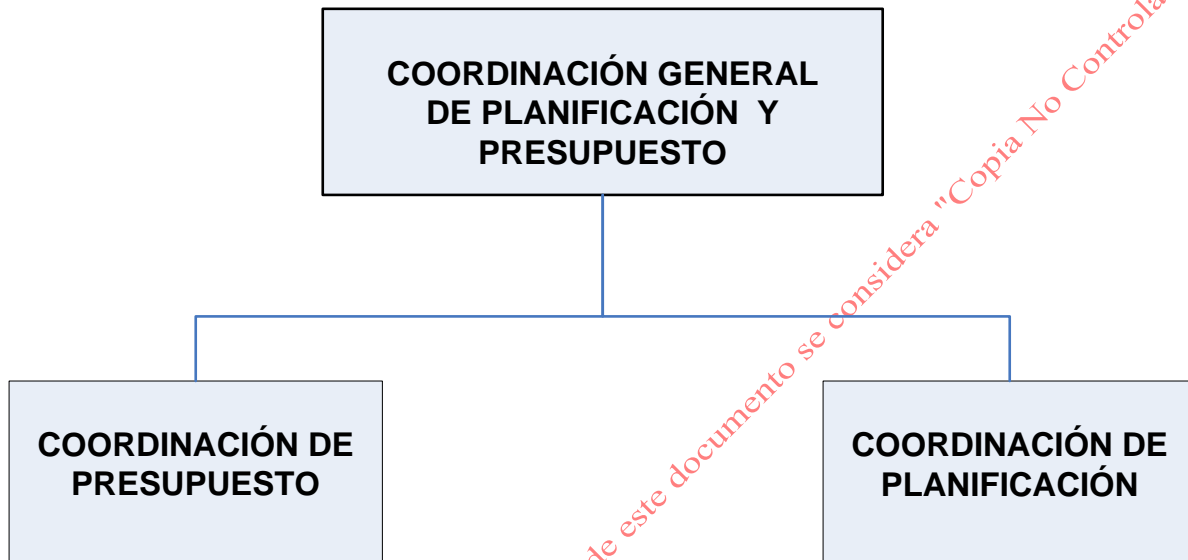 COORDINACIÓN GENERAL
DE PLANIFICACIÓN Y
PRESUPUESTO
COORDINACIÓN DE
PRESUPUESTO
COORDINACIÓN DE
PLANIFICACIÓN
de este documento se considera "Copia No Controla